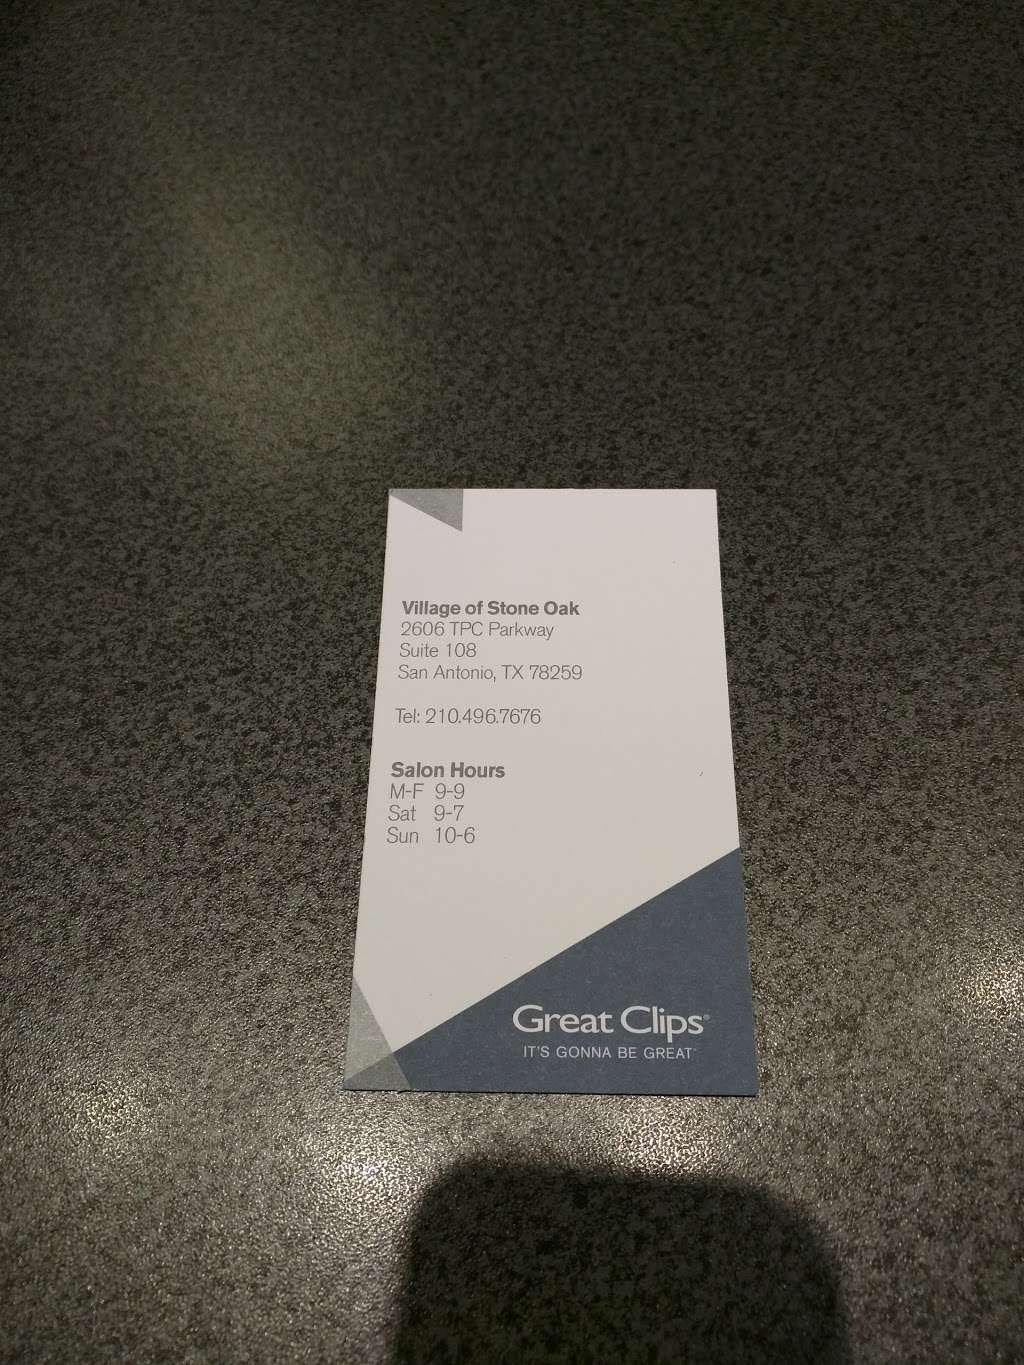 Village of Stone Oak
2606 TPC Parkway
Suite 108
San Antonio, TX 78259
Tel: 210.496.7676
Salon Hours
M-F 9-9
Sat 9-7
Sun 10-6
Great Clips®
IT'S GONNA BE GREAT™